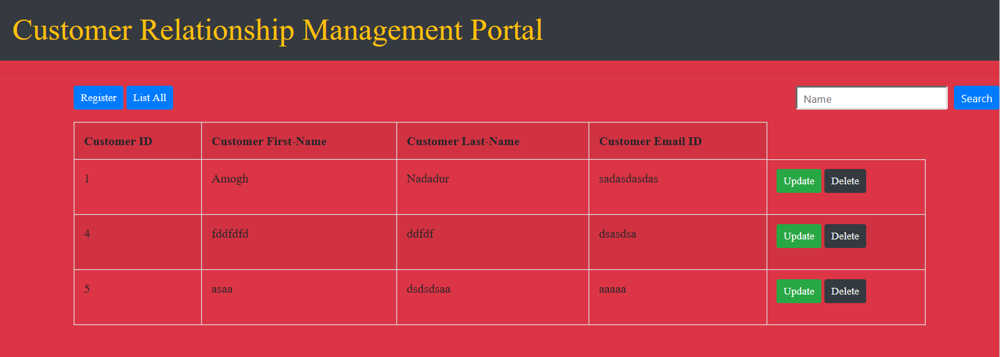 Customer Relationship Management Portal
Register List All Name Search
Customer ID Customer First-Name Customer Last-Name Customer Email ID
1 Amogh Nadadur sadasdasdas Update Delete
4 fddfdfd ddfdf dsasdsa Update Delete
5 asaa dsdsdsaa aaaaa Update Delete